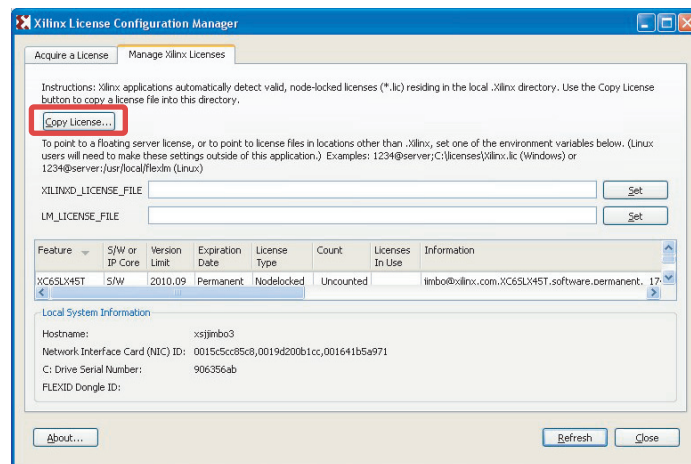 Xilinx License Configuration Manager
Acquire a License
Manage Xilinx Licenses
Instructions: Xilinx applications automatically detect valid, node-locked licenses (*.lic) residing in the local .Xilinx directory. Use the Copy License
button to copy a license file into this directory.
Copy License...
To point to a floating server license, or to point to license files in locations other than .Xilinx, set one of the environment variables below. (Linux
users will need to make these settings outside of this application.) Examples: 1234@server;C:\licenses\Xilinx.lic (Windows) or
1234@server:/usr/local/flexlm (Linux)
XILINXD_LICENSE_FILE Set
LM_LICENSE_FILE Set
Feature S/W or IP Core Version Limit Expiration Date License Type Count Licenses In Use Information
XC6SLX45T S/W 2010.09 Permanent Nodelocked Uncounted jimbo@xilinx.com.XC6SLX45T.software.permanent._17-
Local System Information
Hostname: xsjjimbo3
Network Interface Card (NIC) ID: 0015c5cc85c8,0019d200b1cc,001641b5a971
C: Drive Serial Number: 906356ab
FLEXID Dongle ID:
About... Refresh Close